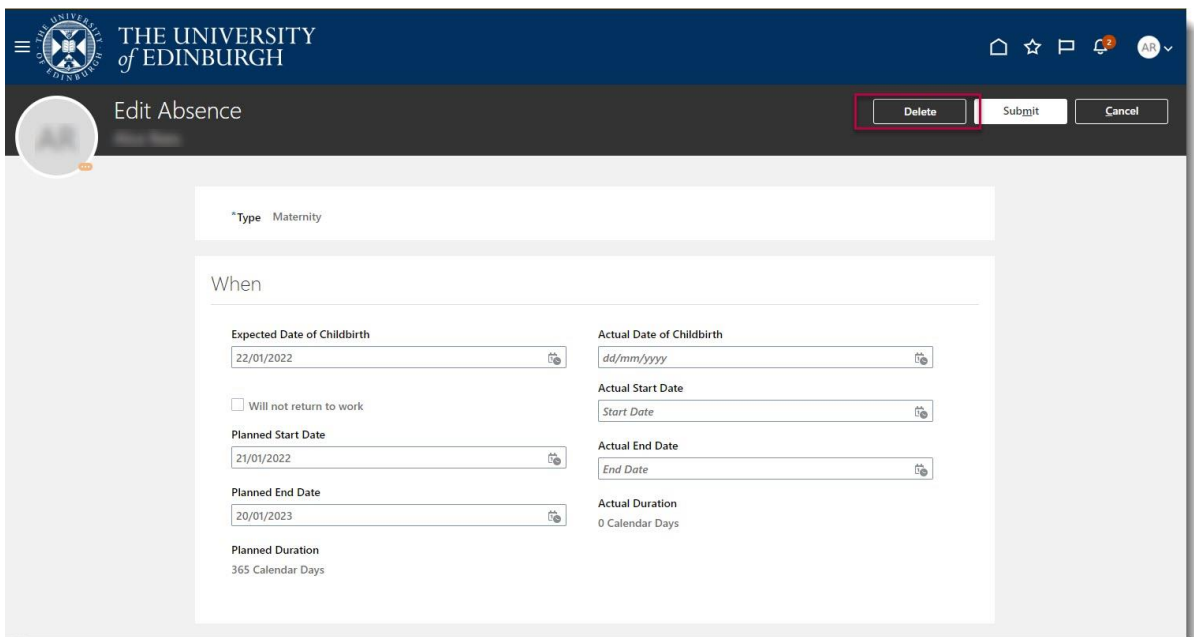 THE UNIVERSITY
of EDINBURGH
2
AR
Edit Absence
Delete
Submit
Cancel
*Type Maternity
When
Expected Date of Childbirth
22/01/2022
Will not return to work
Planned Start Date
21/01/2022
Planned End Date
20/01/2023
Planned Duration
365 Calendar Days
Actual Date of Childbirth
dd/mm/yyyy
Actual Start Date
Start Date
Actual End Date
End Date
Actual Duration
0 Calendar Days